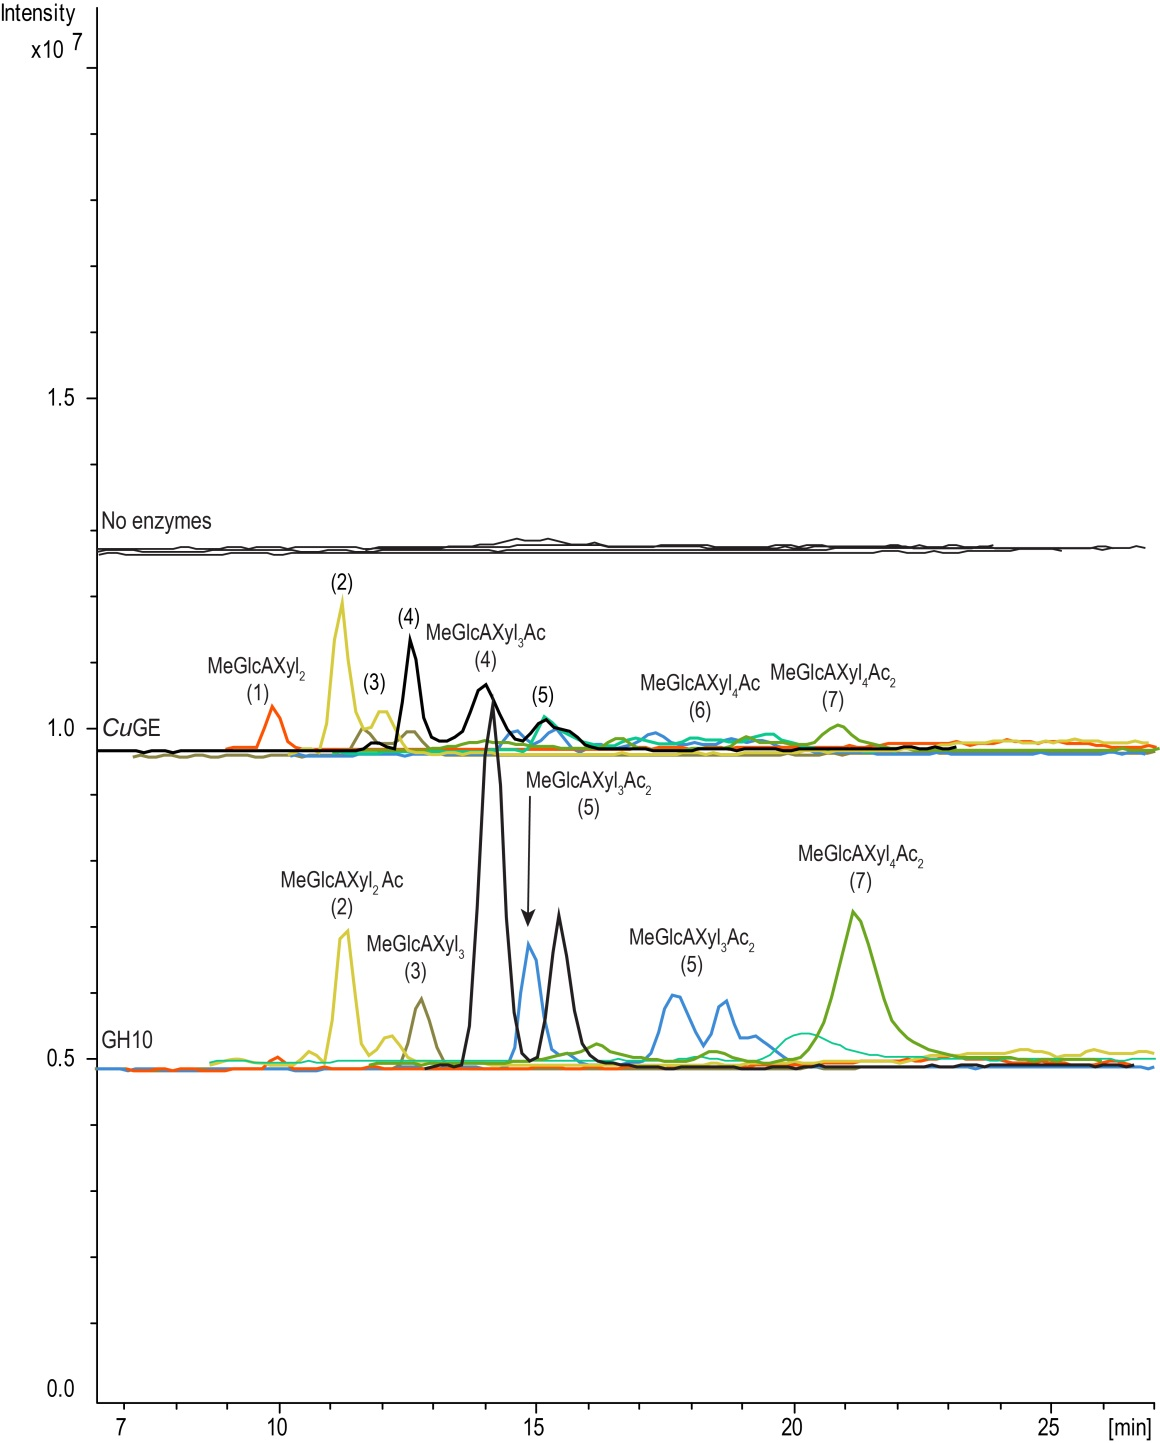 Intensity
x10 7
1.5
No enzymes
(2)
(4)
MeGlcAXyl3Ac
(4)
MeGlcAXyl2
(1)
(3)
(5)
MeGlcAXyl4Ac
(6)
MeGlcAXyl4Ac2
(7)
1.0
CuGE
MeGlcAXyl3Ac2
(5)
MeGlcAXyl4Ac2
(7)
MeGlcAXyl2 Ac
(2)
MeGlcAXyl3
(3)
MeGlcAXyl3Ac2
(5)
GH10
0.5
0.0
7 10 15 20 25 [min]